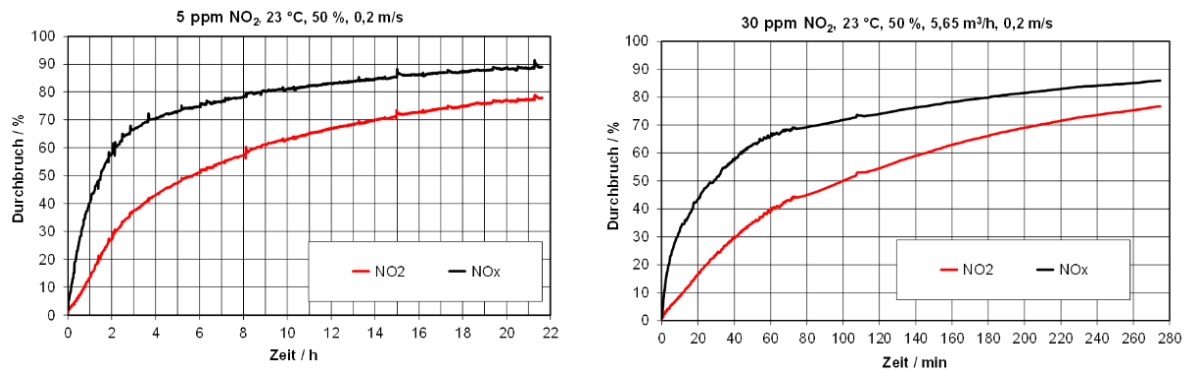 5 ppm NO₂, 23 °C, 50 %, 0,2 m/s
Durchbruch / %
100
90
80
70
60
50
40
30
20
10
0
NO2
NOx
0 2 4 6 8 10 12 14 16 18 20 22
Zeit / h
30 ppm NO₂, 23 °C, 50 %, 5,65 m³/h, 0,2 m/s
Durchbruch / %
100
90
80
70
60
50
40
30
20
10
0
NO2
NOx
0 20 40 60 80 100 120 140 160 180 200 220 240 260 280
Zeit / min